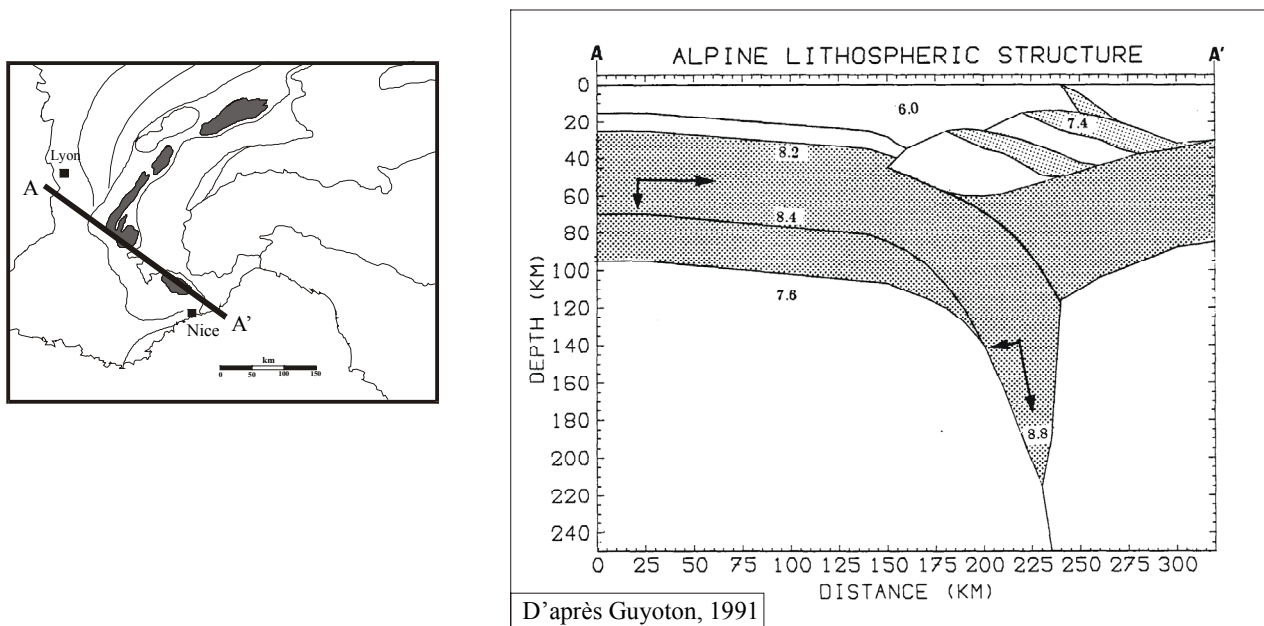 Lyon
A
Nice
A'
km
0 50 100 150
A ALPINE LITHOSPHERIC STRUCTURE A'
0
20
40
60
80
100
120
140
160
180
200
220
240
DEPTH (KM)
6.0
7.4
8.2
8.4
7.6
8.8
0 25 50 75 100 125 150 175 200 225 250 275 300
DISTANCE (KM)
D'après Guyoton, 1991